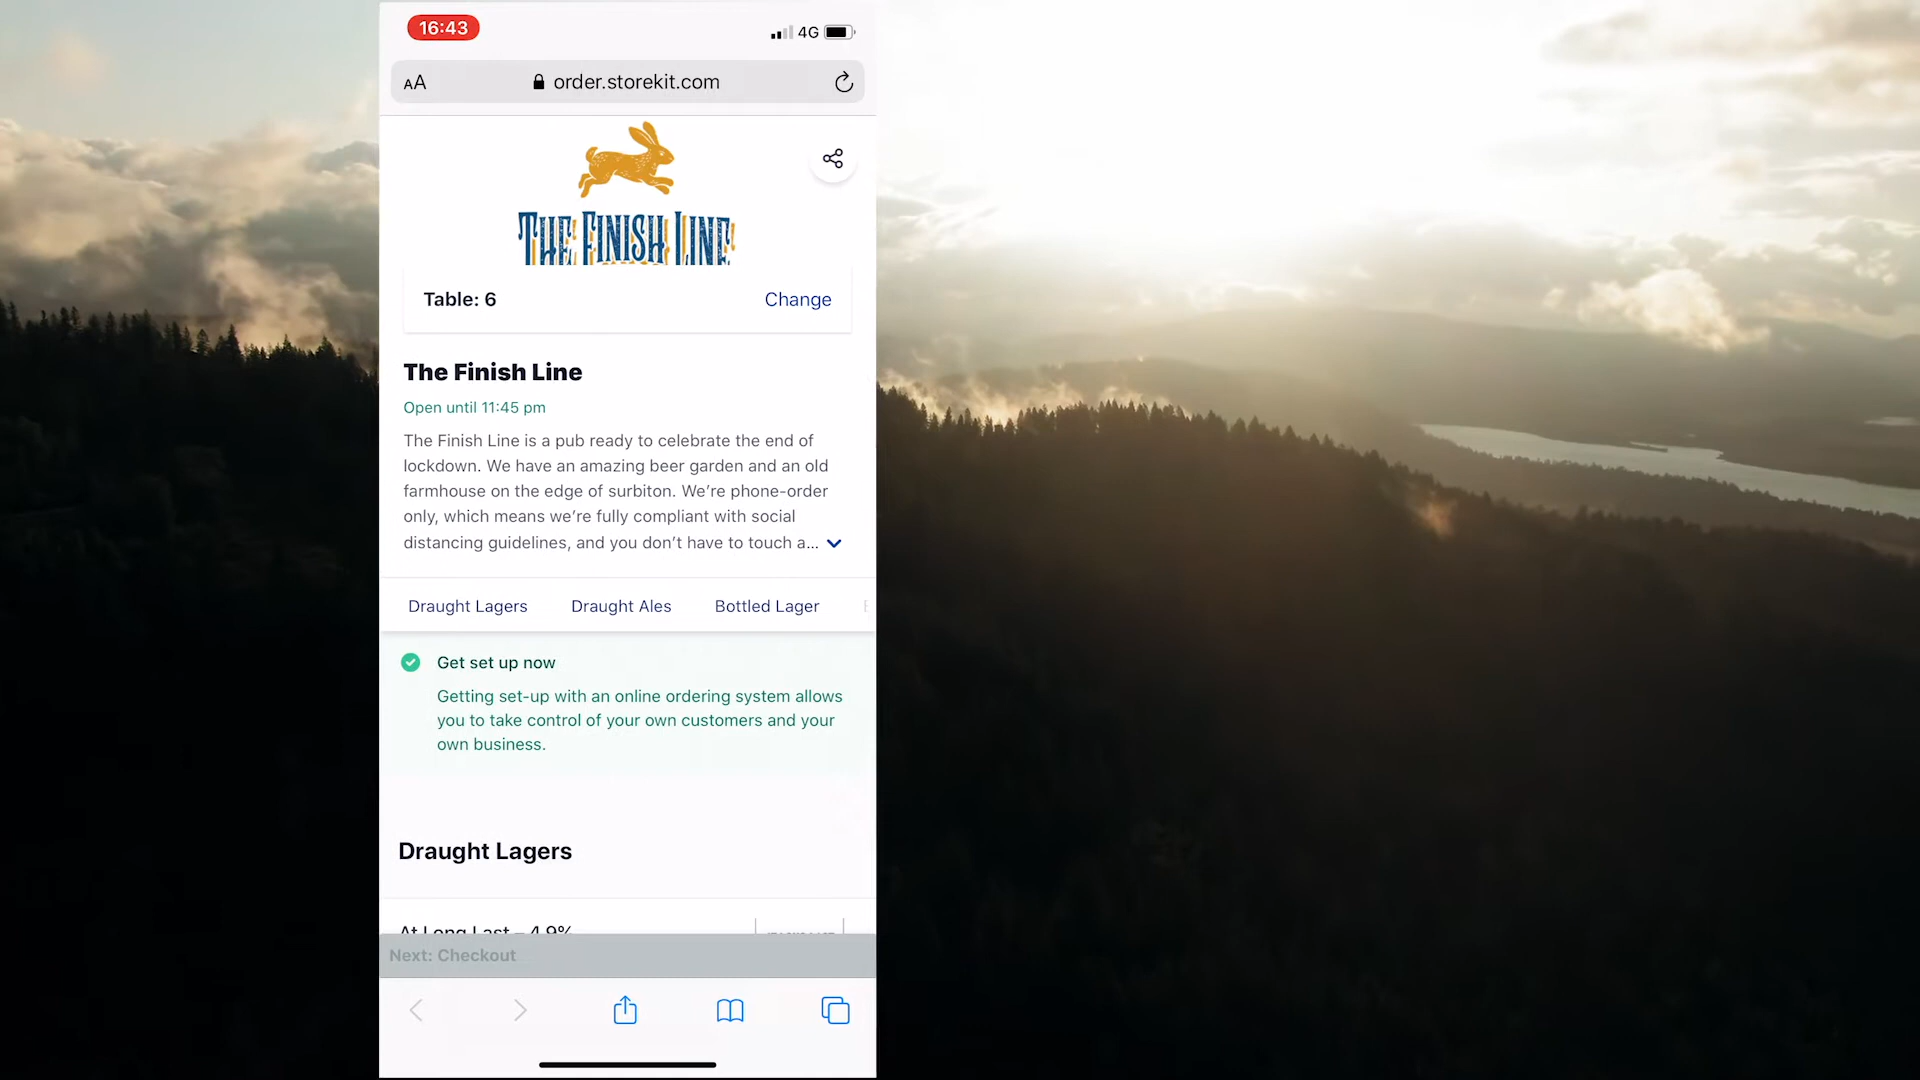 16:43
4G
AA
order.storekit.com
THE FINISH LINE
Table: 6
Change
The Finish Line
Open until 11:45 pm
The Finish Line is a pub ready to celebrate the end of
lockdown. We have an amazing beer garden and an old
farmhouse on the edge of surbiton. We're phone-order
only, which means we're fully compliant with social
distancing guidelines, and you don't have to touch a...
Draught Lagers
Draught Ales
Bottled Lager
Get set up now
Getting set-up with an online ordering system allows
you to take control of your own customers and your
own business.
Draught Lagers
At Long Last – 4.9%
Next: Checkout